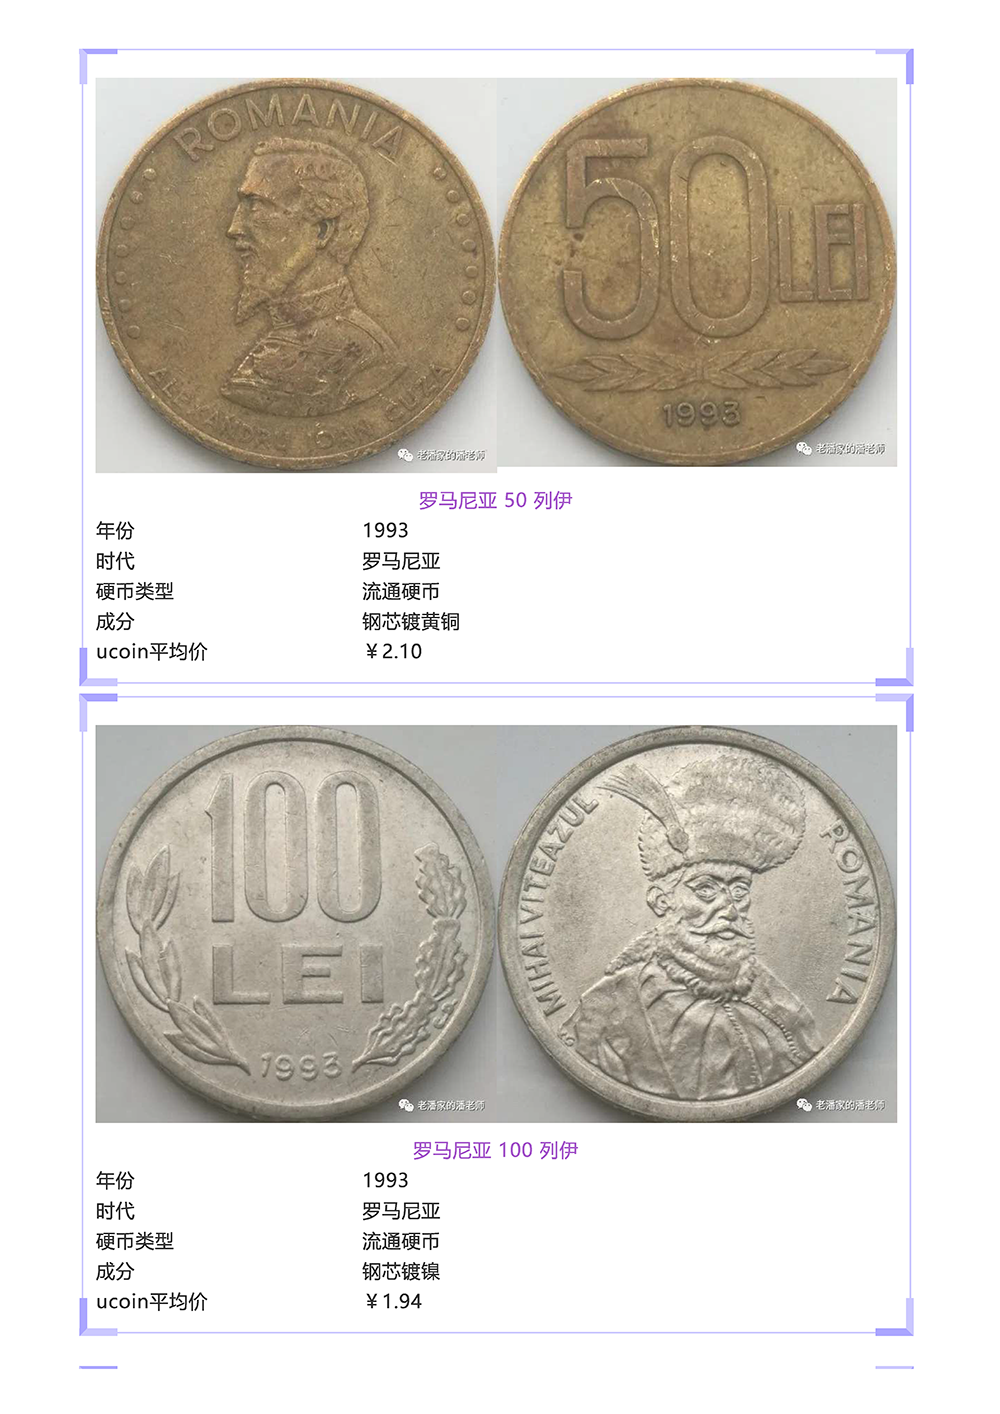 ROMANIA
ALEXANDRU IOAN CUZA
50 LEI
1993
老潘家的潘老师
老潘家的潘老师
罗马尼亚 50 列伊
年份 1993
时代 罗马尼亚
硬币类型 流通硬币
成分 钢芯镀黄铜
ucoin平均价 ￥2.10
100
LEI
1993
MIHAI VITEAZUL
ROMANIA
老潘家的潘老师
老潘家的潘老师
罗马尼亚 100 列伊
年份 1993
时代 罗马尼亚
硬币类型 流通硬币
成分 钢芯镀镍
ucoin平均价 ￥1.94